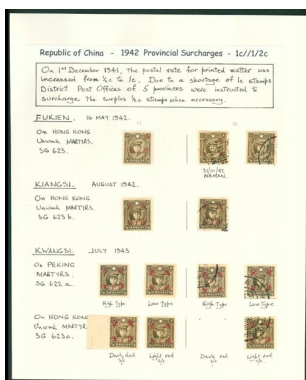 Republic of China - 1942 Provincial Surcharges - 1c//1/2c
On 1st December 1941, the postal rate for printed matter was
increased from ½c to 1c. Due to a shortage of 1c stamps
District Post Offices of 5 provinces were instructed to
surcharge the surplus ½c stamps when necessary.
FUKIEN. 16 MAY 1942.
On HONG KONG
Unwmk MARTYRS.
SG 623.
KIANGSI. AUGUST 1942.
On HONG KONG
Unwmk MARTYRS.
SG 623b.
KWANGSI. JULY 1943
On PEKING
MARTYRS.
SG 622a.
High Type Low Type High Type Low Type
On HONG KONG
Unwmk MARTYRS
SG 623a.
Dark red Light red Dark red Light red